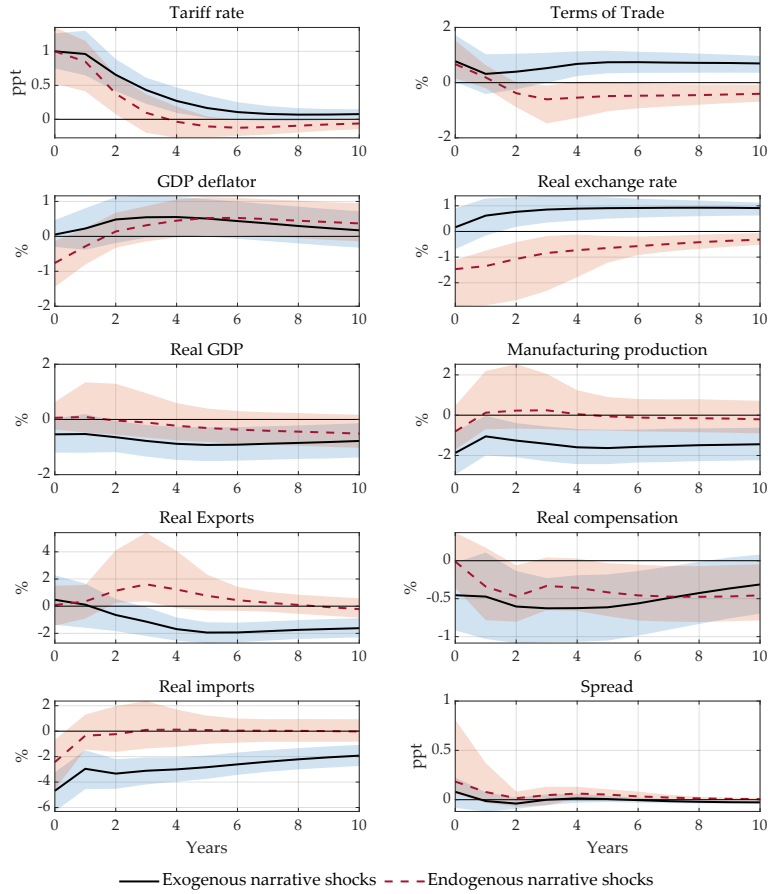 Tariff rate
ppt
1
0.5
0
0 2 4 6 8 10
Terms of Trade
%
2
0
-2
0 2 4 6 8 10
GDP deflator
%
1
0
-1
-2
0 2 4 6 8 10
Real exchange rate
%
1
0
-1
-2
0 2 4 6 8 10
Real GDP
%
2
0
-2
0 2 4 6 8 10
Manufacturing production
%
2
0
-2
0 2 4 6 8 10
Real Exports
%
4
2
0
-2
0 2 4 6 8 10
Real compensation
%
0
-0.5
-1
0 2 4 6 8 10
Real imports
%
2
0
-2
-4
-6
0 2 4 6 8 10
Years
Spread
ppt
1
0.5
0
0 2 4 6 8 10
Years
Exogenous narrative shocks Endogenous narrative shocks